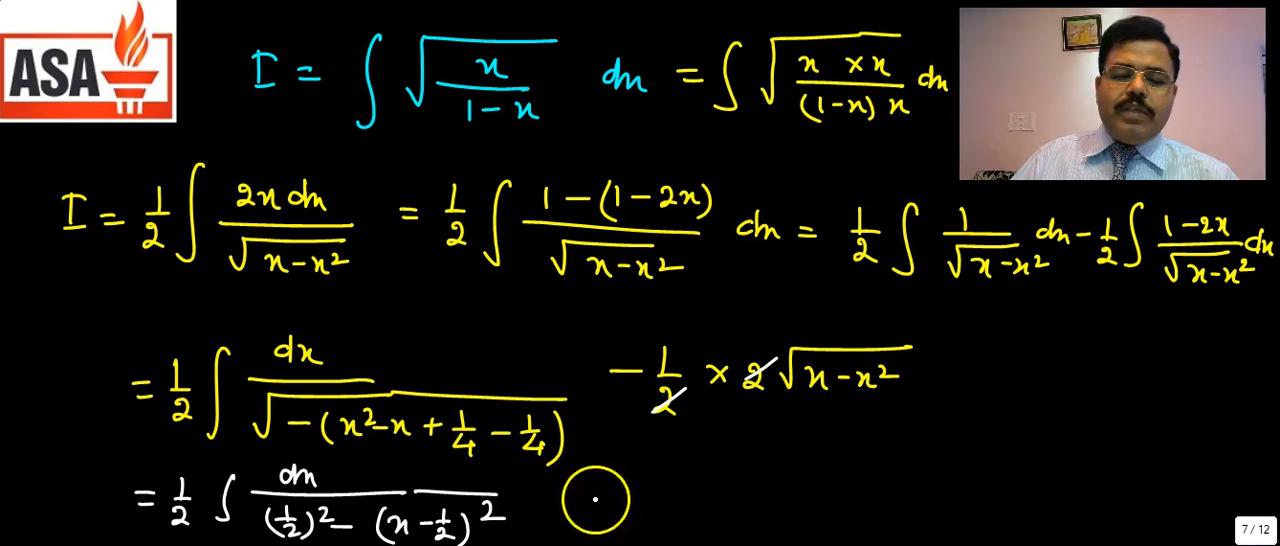 ASA
I = ∫ √(x/(1-x)) dx = ∫ √((x × x)/((1-x) x)) dx
I = 1/2 ∫ 2x dx/√(x-x²) = 1/2 ∫ (1-(1-2x))/√(x-x²) dx = 1/2 ∫ 1/√(x-x²) dx - 1/2 ∫ (1-2x)/√(x-x²) dx
= 1/2 ∫ dx/√(-(x²-x+1/4-1/4)) - 1/2 × 2 √(x-x²)
= 1/2 ∫ dx/((1/2)² - (x-1/2)²)
7 / 12